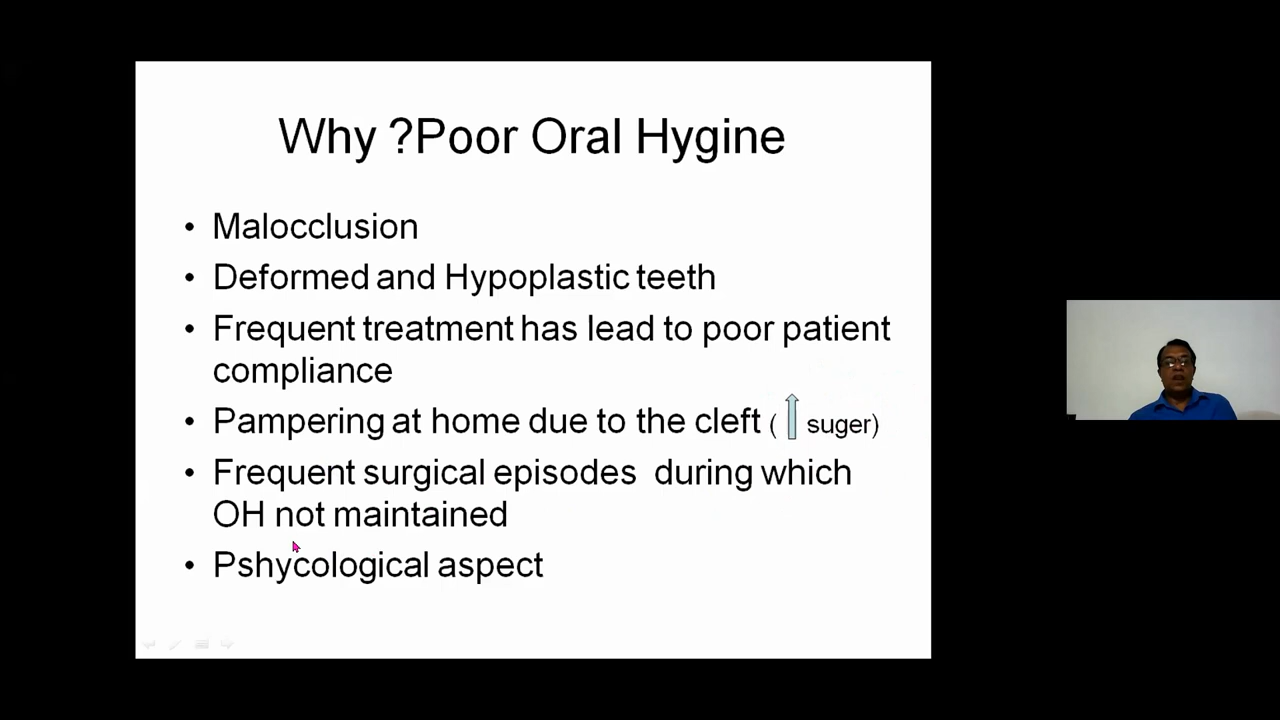 Why ?Poor Oral Hygine
• Malocclusion
• Deformed and Hypoplastic teeth
• Frequent treatment has lead to poor patient
compliance
• Pampering at home due to the cleft ( suger)
• Frequent surgical episodes during which
OH not maintained
• Pshycological aspect